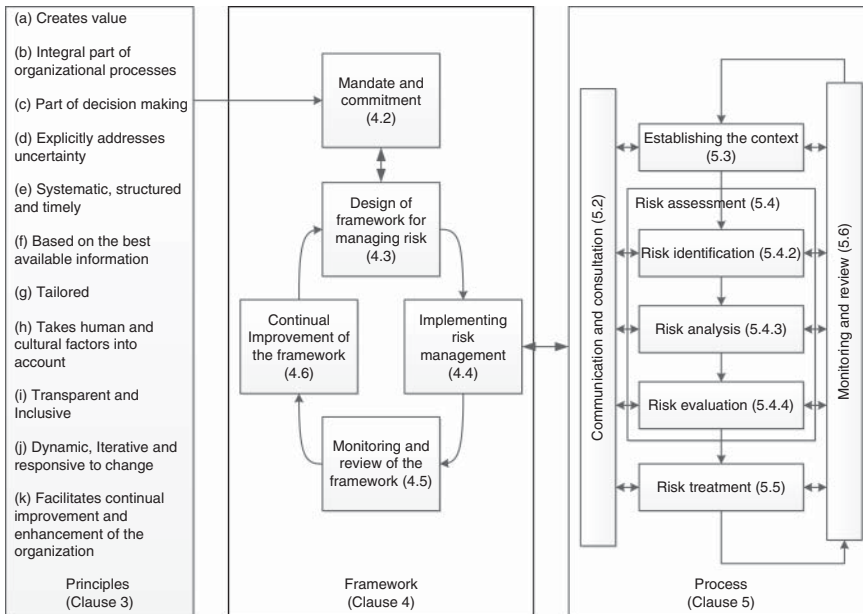 (a) Creates value
(b) Integral part of
organizational processes
(c) Part of decision making
(d) Explicitly addresses
uncertainty
(e) Systematic, structured
and timely
(f) Based on the best
available information
(g) Tailored
(h) Takes human and
cultural factors into
account
(i) Transparent and
Inclusive
(j) Dynamic, Iterative and
responsive to change
(k) Facilitates continual
improvement and
enhancement of the
organization
Principles
(Clause 3)
Mandate and
commitment
(4.2)
Design of
framework for
managing risk
(4.3)
Continual
Improvement of
the framework
(4.6)
Implementing
risk
management
(4.4)
Monitoring and
review of the
framework (4.5)
Framework
(Clause 4)
Communication and consultation (5.2)
Establishing the context
(5.3)
Risk assessment (5.4)
Risk identification (5.4.2)
Risk analysis (5.4.3)
Risk evaluation (5.4.4)
Risk treatment (5.5)
Monitoring and review (5.6)
Process
(Clause 5)